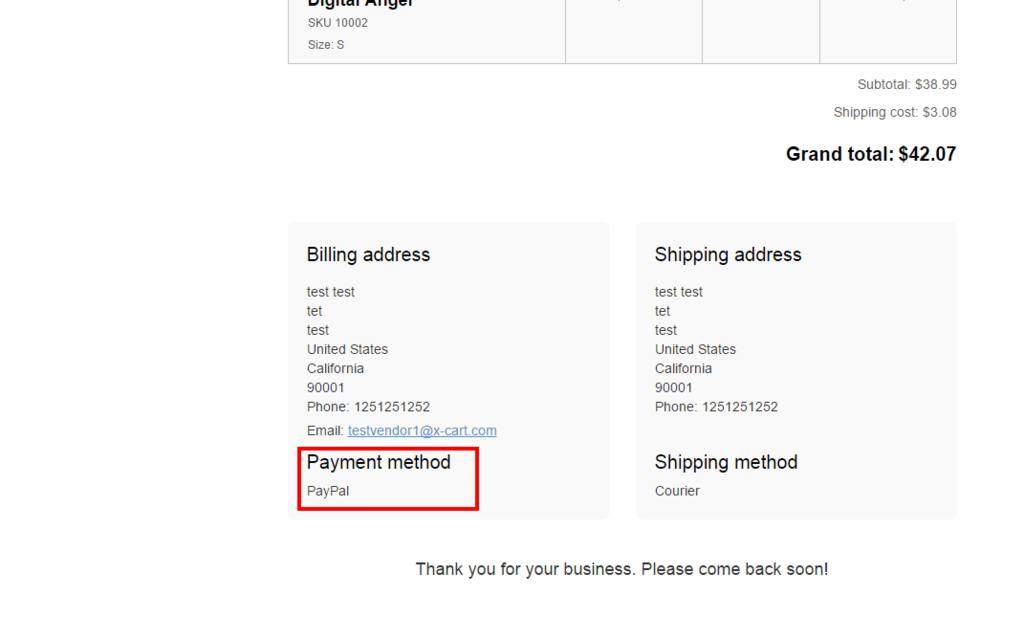 Digital Angel
SKU 10002
Size: S
Subtotal: $38.99
Shipping cost: $3.08
Grand total: $42.07
Billing address
test test
tet
test
United States
California
90001
Phone: 1251251252
Email: testvendor1@x-cart.com
Payment method
PayPal
Shipping address
test test
tet
test
United States
California
90001
Phone: 1251251252
Shipping method
Courier
Thank you for your business. Please come back soon!